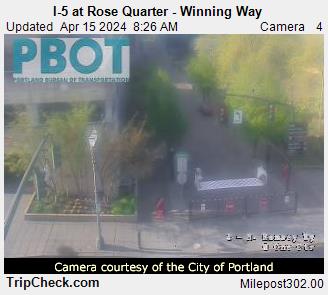 I-5 at Rose Quarter - Winning Way
Updated Apr 15 2024 8:26 AM Camera 4
PBOT
PORTLAND BUREAU OF TRANSPORTATION
Camera courtesy of the City of Portland
TripCheck.com Milepost302.00